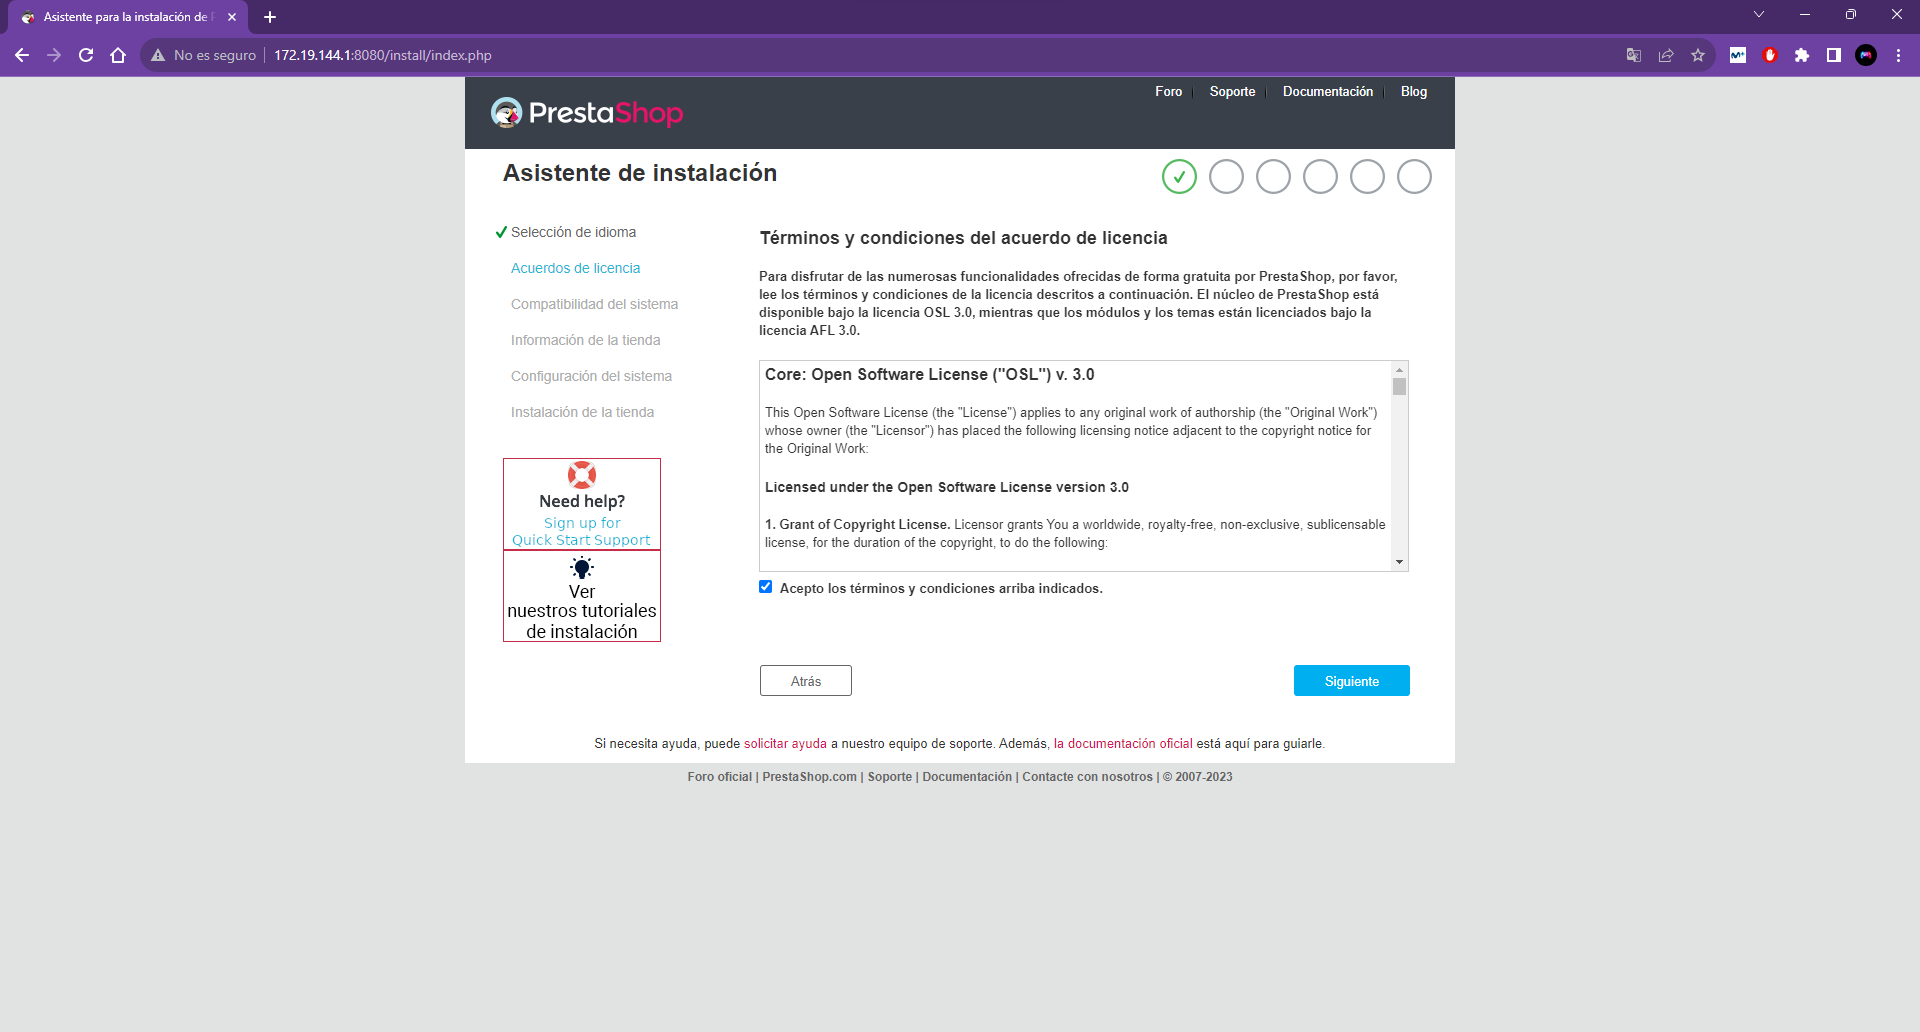 Asistente para la instalación de
No es seguro
172.19.144.1:8080/install/index.php
PrestaShop
Foro
Soporte
Documentación
Blog
Asistente de instalación
Selección de idioma
Acuerdos de licencia
Compatibilidad del sistema
Información de la tienda
Configuración del sistema
Instalación de la tienda
Need help?
Sign up for
Quick Start Support
Ver
nuestros tutoriales
de instalación
Términos y condiciones del acuerdo de licencia
Para disfrutar de las numerosas funcionalidades ofrecidas de forma gratuita por PrestaShop, por favor,
lee los términos y condiciones de la licencia descritos a continuación. El núcleo de PrestaShop está
disponible bajo la licencia OSL 3.0, mientras que los módulos y los temas están licenciados bajo la
licencia AFL 3.0.
Core: Open Software License ("OSL") v. 3.0
This Open Software License (the "License") applies to any original work of authorship (the "Original Work")
whose owner (the "Licensor") has placed the following licensing notice adjacent to the copyright notice for
the Original Work:
Licensed under the Open Software License version 3.0
1. Grant of Copyright License. Licensor grants You a worldwide, royalty-free, non-exclusive, sublicensable
license, for the duration of the copyright, to do the following:
Acepto los términos y condiciones arriba indicados.
Atrás
Siguiente
Si necesita ayuda, puede solicitar ayuda a nuestro equipo de soporte. Además, la documentación oficial está aquí para guiarle.
Foro oficial | PrestaShop.com | Soporte | Documentación | Contacte con nosotros | © 2007-2023